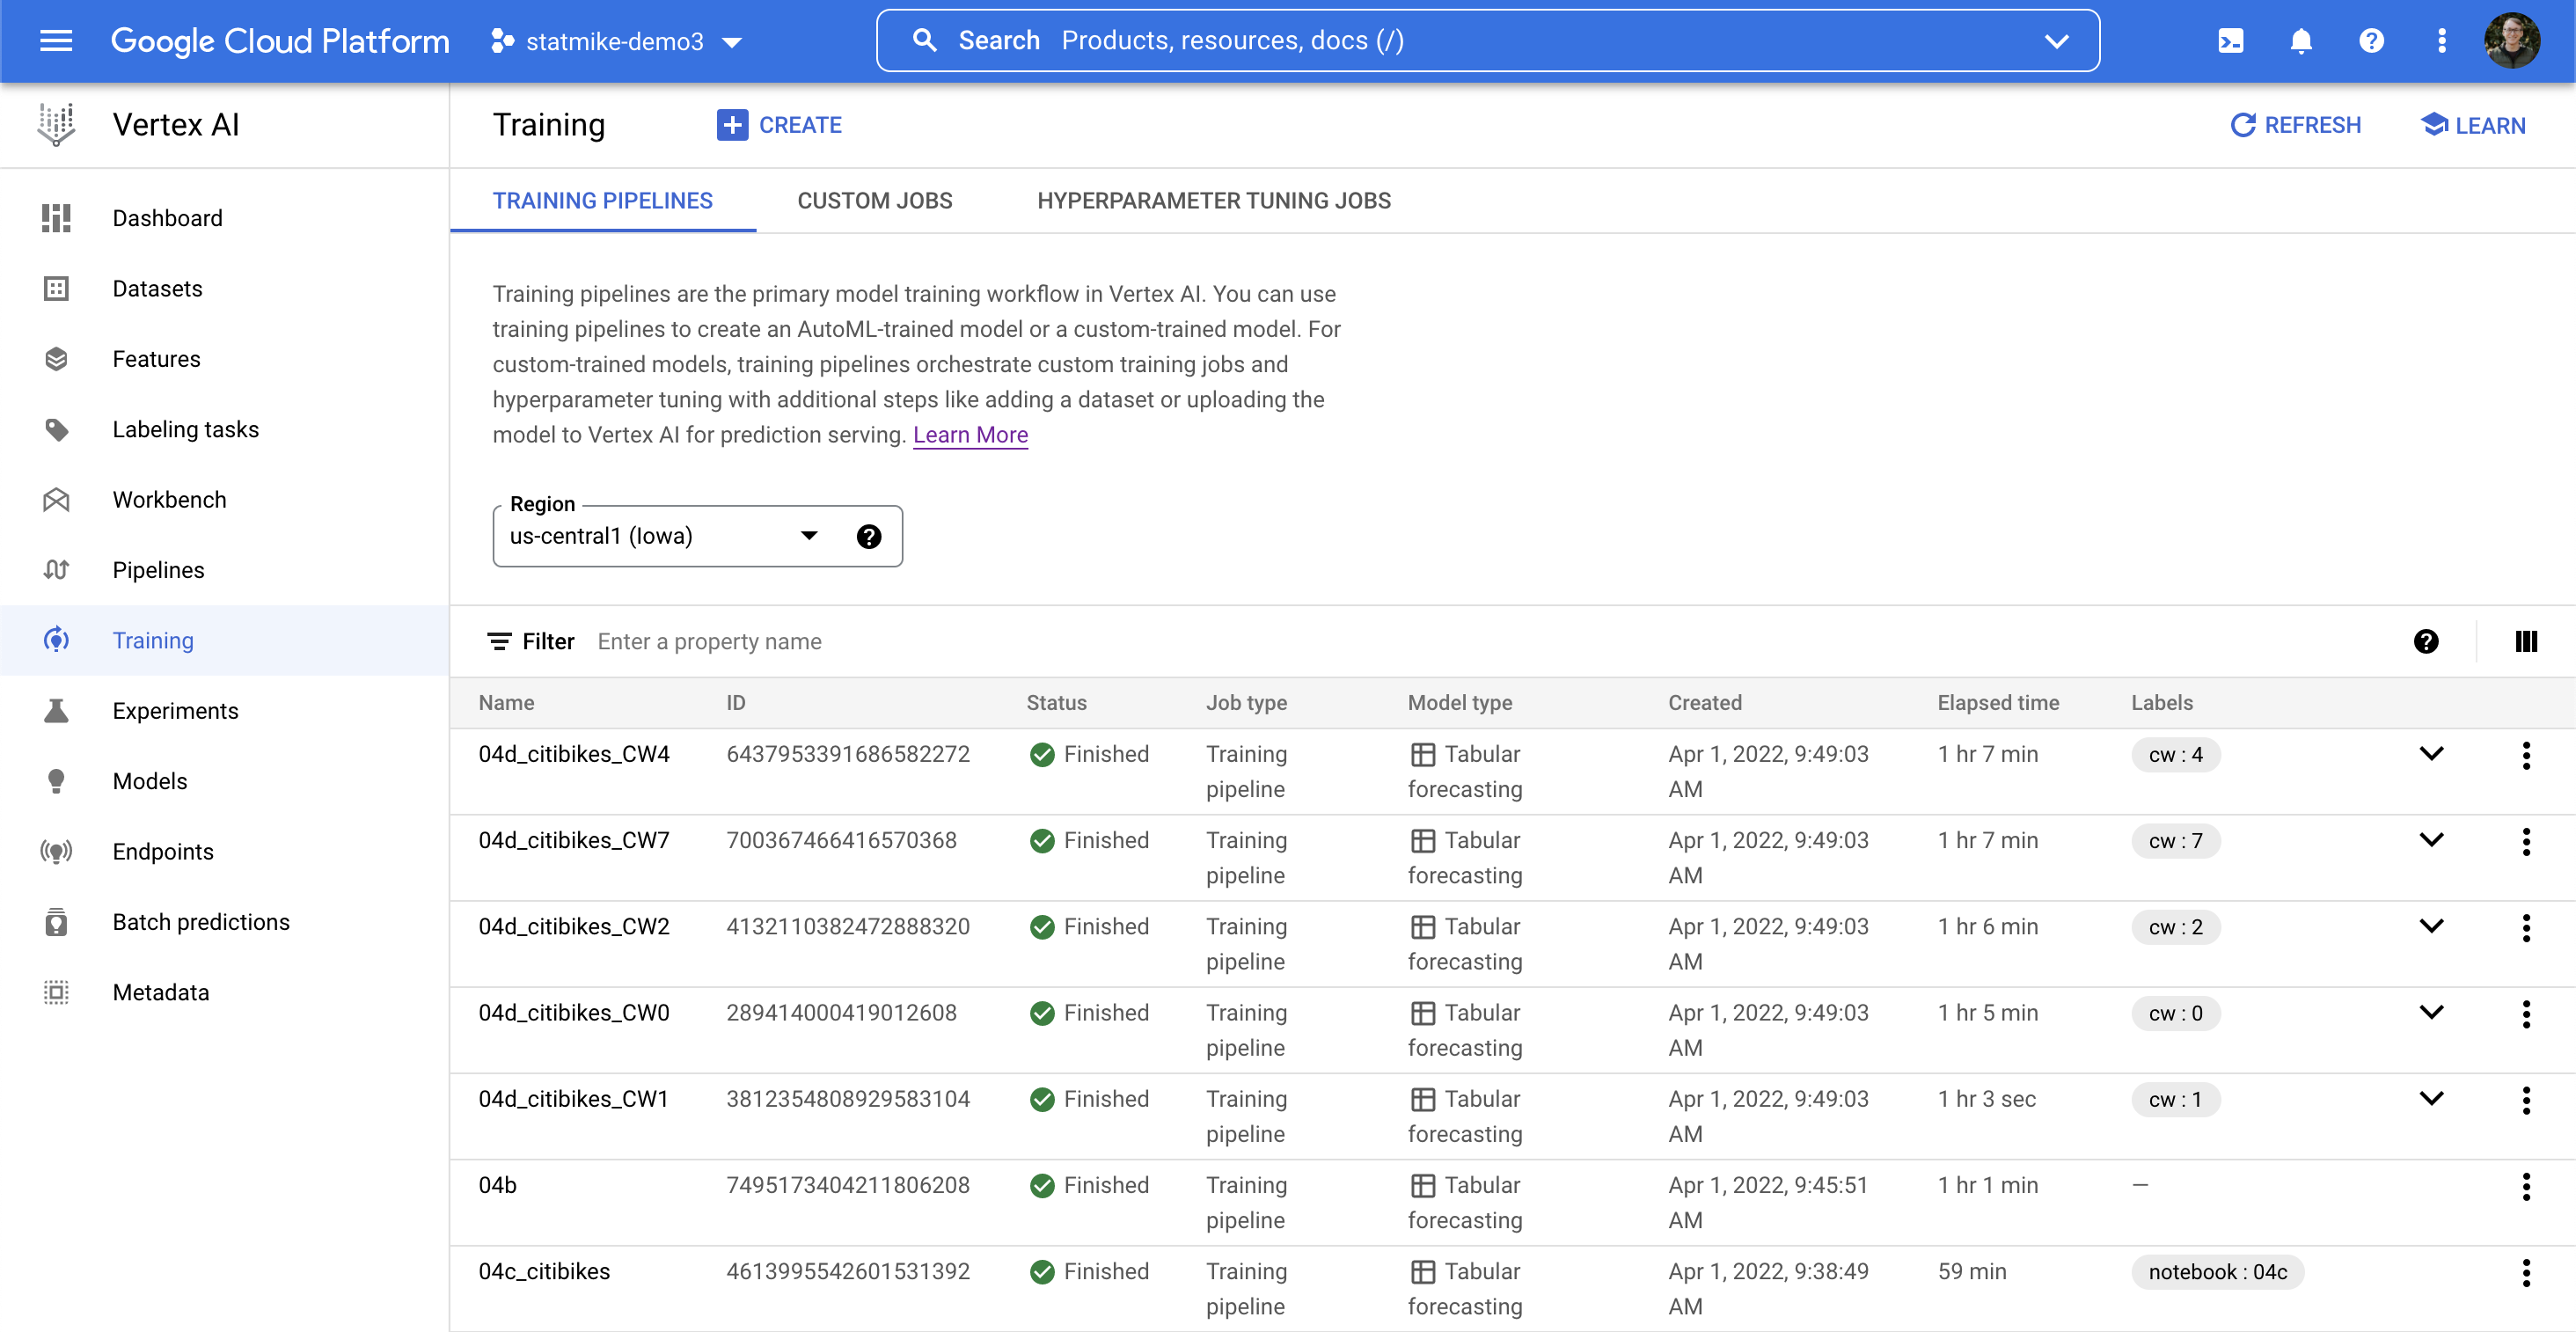 Google Cloud Platform
statmike-demo3
Search Products, resources, docs (/)
Vertex AI
Training
CREATE
REFRESH
LEARN
Dashboard
Datasets
Features
Labeling tasks
Workbench
Pipelines
Training
Experiments
Models
Endpoints
Batch predictions
Metadata
TRAINING PIPELINES
CUSTOM JOBS
HYPERPARAMETER TUNING JOBS
Training pipelines are the primary model training workflow in Vertex AI. You can use
training pipelines to create an AutoML-trained model or a custom-trained model. For
custom-trained models, training pipelines orchestrate custom training jobs and
hyperparameter tuning with additional steps like adding a dataset or uploading the
model to Vertex AI for prediction serving. Learn More
Region
us-central1 (Iowa)
Filter Enter a property name
Name ID Status Job type Model type Created Elapsed time Labels
04d_citibikes_CW4 6437953391686582272 Finished Training Tabular Apr 1, 2022, 9:49:03 1 hr 7 min cw : 4
pipeline forecasting AM
04d_citibikes_CW7 700367466416570368 Finished Training Tabular Apr 1, 2022, 9:49:03 1 hr 7 min cw : 7
pipeline forecasting AM
04d_citibikes_CW2 4132110382472888320 Finished Training Tabular Apr 1, 2022, 9:49:03 1 hr 6 min cw : 2
pipeline forecasting AM
04d_citibikes_CW0 289414000419012608 Finished Training Tabular Apr 1, 2022, 9:49:03 1 hr 5 min cw : 0
pipeline forecasting AM
04d_citibikes_CW1 3812354808929583104 Finished Training Tabular Apr 1, 2022, 9:49:03 1 hr 3 sec cw : 1
pipeline forecasting AM
04b 7495173404211806208 Finished Training Tabular Apr 1, 2022, 9:45:51 1 hr 1 min —
pipeline forecasting AM
04c_citibikes 4613995542601531392 Finished Training Tabular Apr 1, 2022, 9:38:49 59 min notebook : 04c
pipeline forecasting AM